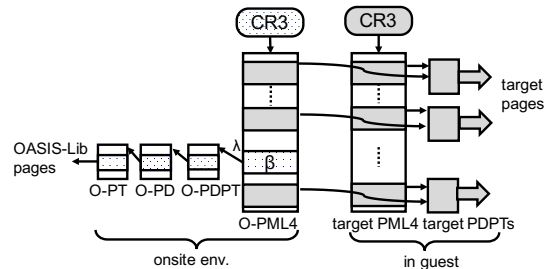 CR3
CR3
target
pages
OASIS-Lib
pages
λ
β
O-PT
O-PD
O-PDPT
O-PML4
target PML4
target PDPTs
onsite env.
in guest